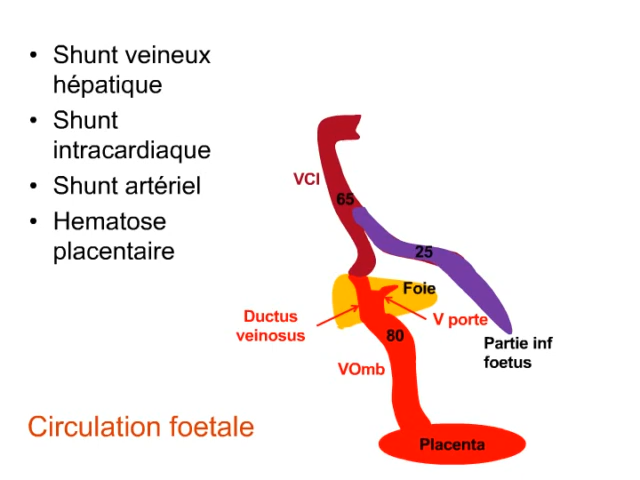 • Shunt veineux
hépatique
• Shunt
intracardiaque
• Shunt artériel
• Hematose
placentaire
VCI
65
25
Foie
Ductus
veinosus
V porte
80
Partie inf
foetus
VOmb
Circulation foetale
Placenta